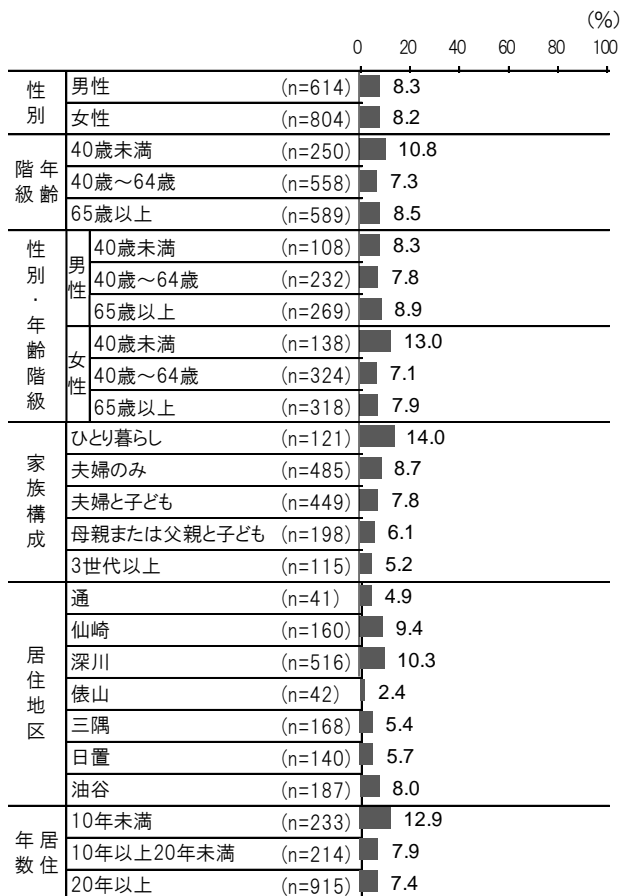 (%)
0 20 40 60 80 100
性別
男性 (n=614) 8.3
女性 (n=804) 8.2
年齢階級
40歳未満 (n=250) 10.8
40歳～64歳 (n=558) 7.3
65歳以上 (n=589) 8.5
性別・年齢階級
男性
40歳未満 (n=108) 8.3
40歳～64歳 (n=232) 7.8
65歳以上 (n=269) 8.9
女性
40歳未満 (n=138) 13.0
40歳～64歳 (n=324) 7.1
65歳以上 (n=318) 7.9
家族構成
ひとり暮らし (n=121) 14.0
夫婦のみ (n=485) 8.7
夫婦と子ども (n=449) 7.8
母親または父親と子ども (n=198) 6.1
3世代以上 (n=115) 5.2
居住地区
通 (n=41) 4.9
仙崎 (n=160) 9.4
深川 (n=516) 10.3
俵山 (n=42) 2.4
三隅 (n=168) 5.4
日置 (n=140) 5.7
油谷 (n=187) 8.0
居住年数
10年未満 (n=233) 12.9
10年以上20年未満 (n=214) 7.9
20年以上 (n=915) 7.4